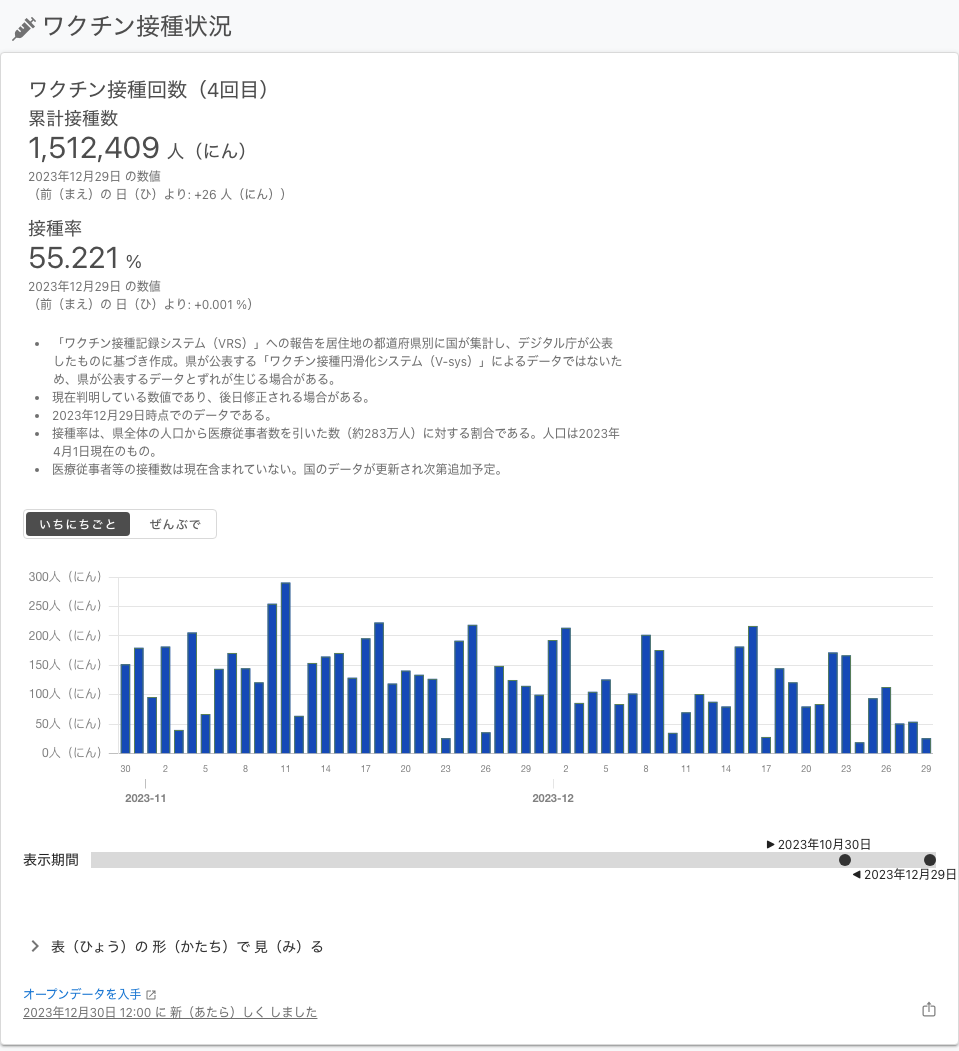 ワクチン接種状況
ワクチン接種回数（4回目）
累計接種数
1,512,409 人（にん）
2023年12月29日 の数値
（前（まえ）の 日（ひ）より: +26 人（にん））
接種率
55.221 %
2023年12月29日 の数値
（前（まえ）の 日（ひ）より: +0.001 %）
• 「ワクチン接種記録システム（VRS）」への報告を居住地の都道府県別に国が集計し、デジタル庁が公表
したものに基づき作成。県が公表する「ワクチン接種円滑化システム（V-sys）」によるデータではないた
め、県が公表するデータとずれが生じる場合がある。
• 現在判明している数値であり、後日修正される場合がある。
• 2023年12月29日時点でのデータである。
• 接種率は、県全体の人口から医療従事者数を引いた数（約283万人）に対する割合である。人口は2023年
4月1日現在のもの。
• 医療従事者等の接種数は現在含まれていない。国のデータが更新され次第追加予定。
いちにちごと ぜんぶで
300人（にん）
250人（にん）
200人（にん）
150人（にん）
100人（にん）
50人（にん）
0人（にん）
30 2 5 8 11 14 17 20 23 26 29 2 5 8 11 14 17 20 23 26 29
2023-11 2023-12
▶ 2023年10月30日
表示期間
◀ 2023年12月29日
表（ひょう）の 形（かたち）で 見（み）る
オープンデータを入手
2023年12月30日 12:00 に 新（あたら）しく しました